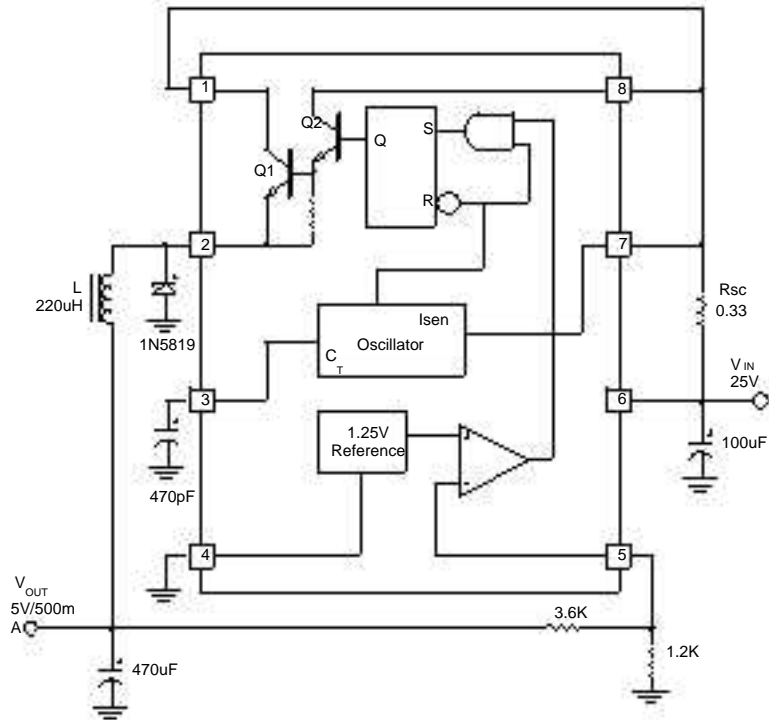 1
8
Q2
Q
S
Q1
R
2
7
L
220uH
1N5819
Isen
Oscillator
C
T
Rsc
0.33
V IN
25V
3
6
1.25V
Reference
100uF
470pF
-
4
5
V
OUT
5V/500m
A
3.6K
1.2K
470uF